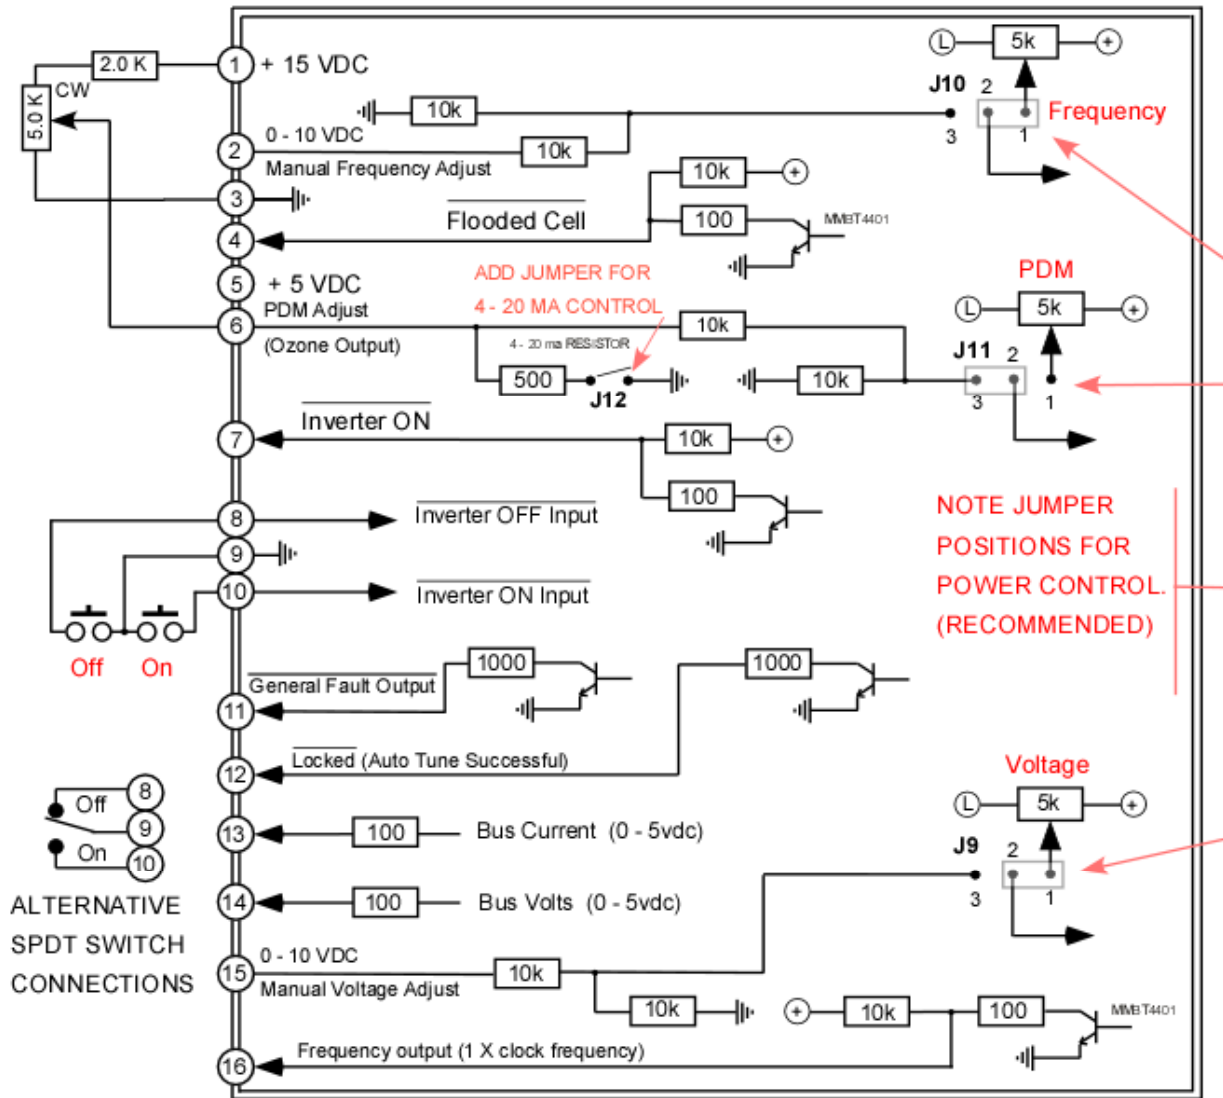 5k
L
+
2.0 K
1
+ 15 VDC
CW
5.0 K
J10
2
10k
3
1
Frequency
0 - 10 VDC
2
10k
Manual Frequency Adjust
3
10k
+
Flooded Cell
100
MMBT4401
4
5
+ 5 VDC
ADD JUMPER FOR
4 - 20 MA CONTROL
PDM
L
5k
+
PDM Adjust
6
(Ozone Output)
10k
4 - 20 ma RESISTOR
500
J12
10k
J11
2
3
1
Inverter ON
7
10k
+
100
8
Inverter OFF Input
9
10
Inverter ON Input
Off
On
NOTE JUMPER
POSITIONS FOR
POWER CONTROL.
(RECOMMENDED)
1000
1000
General Fault Output
11
Locked (Auto Tune Successful)
12
Voltage
L
5k
+
Off
8
9
On
10
13
100
Bus Current (0 - 5vdc)
J9
2
3
1
14
100
Bus Volts (0 - 5vdc)
ALTERNATIVE
SPDT SWITCH
CONNECTIONS
0 - 10 VDC
15
10k
Manual Voltage Adjust
10k
+
10k
100
MMBT4401
Frequency output (1 X clock frequency)
16